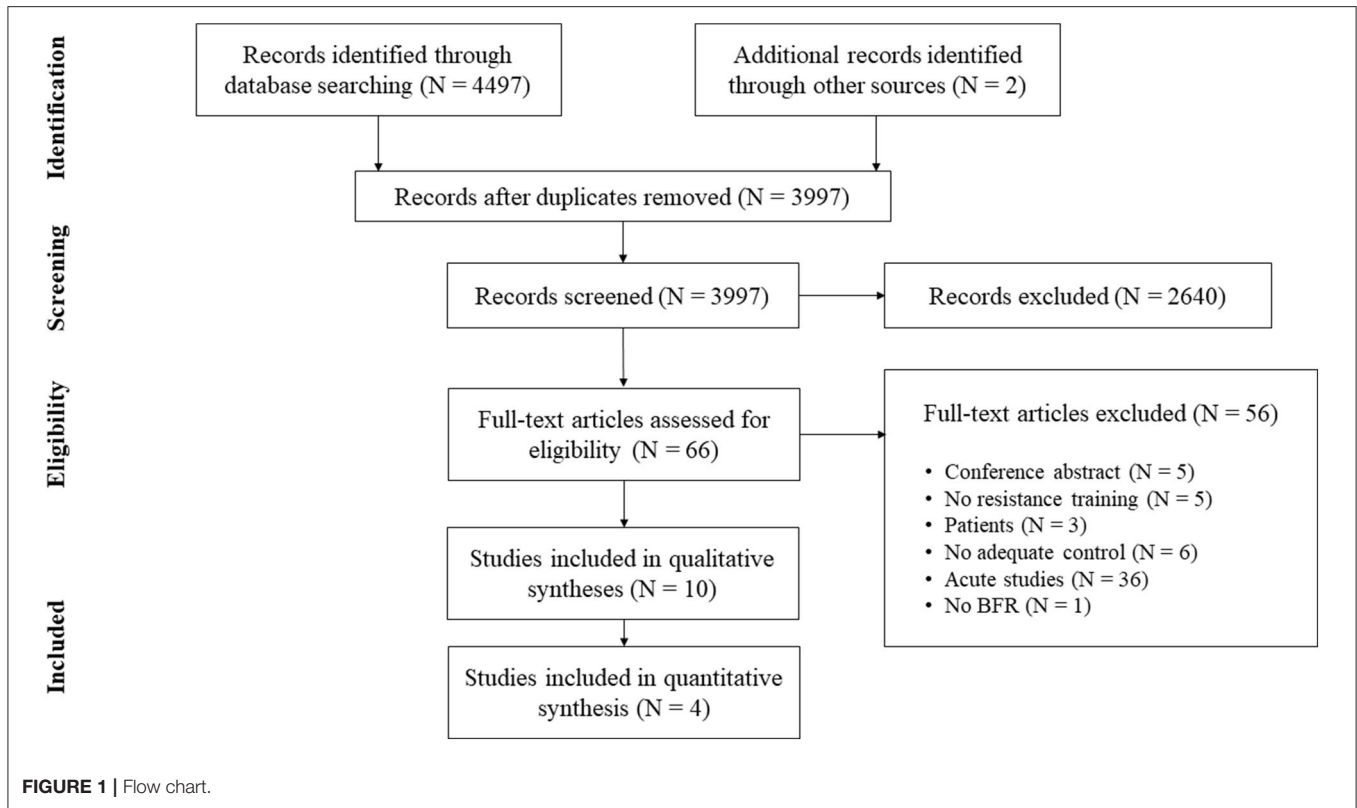 Identification
Records identified through
database searching (N = 4497)
Additional records identified
through other sources (N = 2)
Records after duplicates removed (N = 3997)
Screening
Records screened (N = 3997)
Records excluded (N = 2640)
Eligibility
Full-text articles assessed for
eligibility (N = 66)
Full-text articles excluded (N = 56)
• Conference abstract (N = 5)
• No resistance training (N = 5)
• Patients (N = 3)
• No adequate control (N = 6)
• Acute studies (N = 36)
• No BFR (N = 1)
Included
Studies included in qualitative
syntheses (N = 10)
Studies included in quantitative
synthesis (N = 4)
FIGURE 1 | Flow chart.